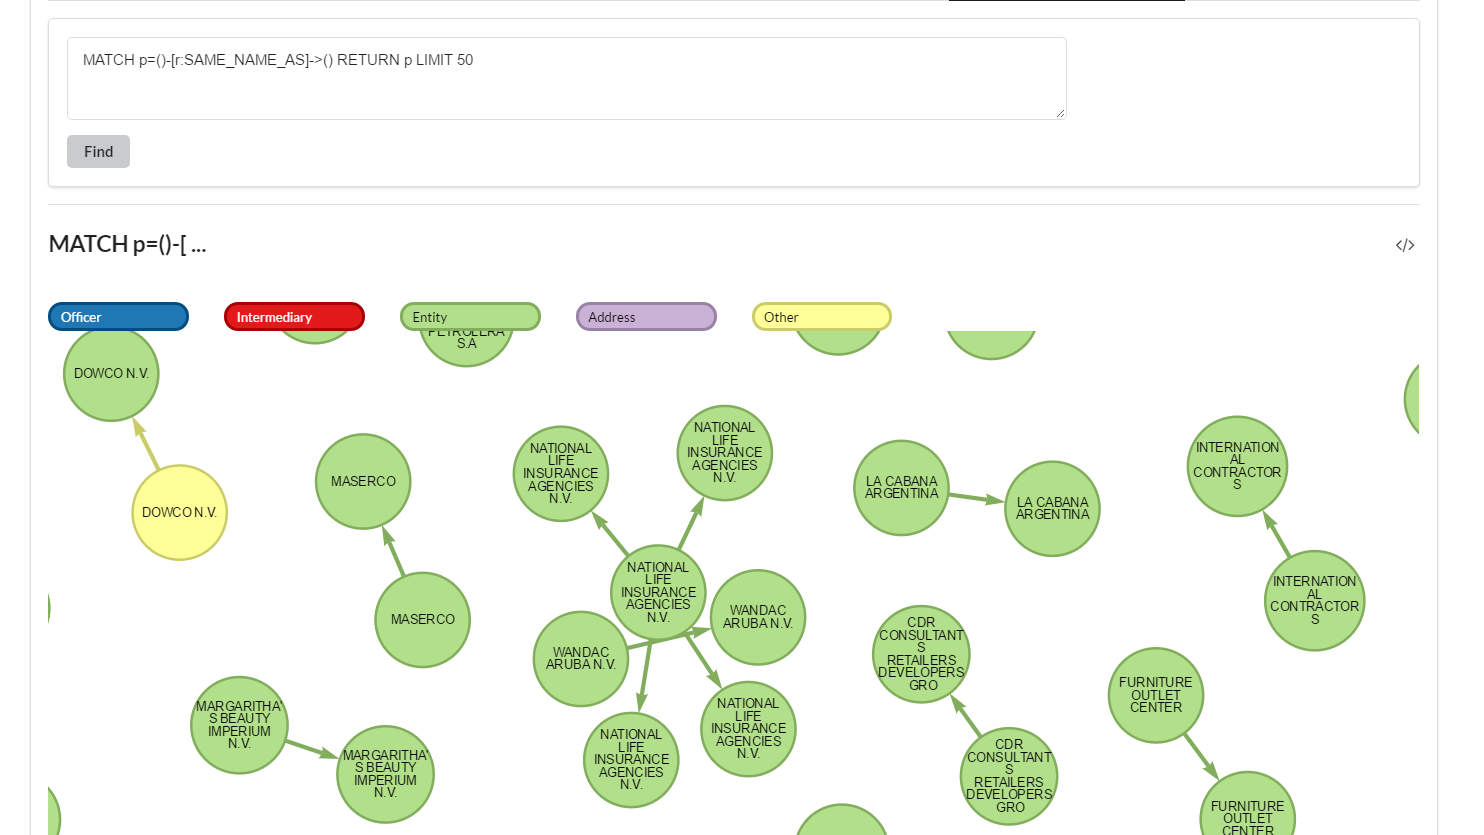 MATCH p=()-[r:SAME_NAME_AS]->() RETURN p LIMIT 50
Find
MATCH p=()-[ ...
</>
Officer
Intermediary
Entity
Address
Other
PETROLERA
S.A
DOWCO N.V.
DOWCO N.V.
MASERCO
MASERCO
NATIONAL
LIFE
INSURANCE
AGENCIES
N.V.
NATIONAL
LIFE
INSURANCE
AGENCIES
N.V.
NATIONAL
LIFE
INSURANCE
AGENCIES
N.V.
WANDAC
ARUBA N.V.
WANDAC
ARUBA N.V.
NATIONAL
LIFE
INSURANCE
AGENCIES
N.V.
NATIONAL
LIFE
INSURANCE
AGENCIES
N.V.
LA CABANA
ARGENTINA
LA CABANA
ARGENTINA
INTERNATION
AL
CONTRACTOR
S
INTERNATION
AL
CONTRACTOR
S
CDR
CONSULTANT
S
RETAILERS
DEVELOPERS
GRO
CDR
CONSULTANT
S
RETAILERS
DEVELOPERS
GRO
FURNITURE
OUTLET
CENTER
FURNITURE
OUTLET
CENTER
MARGARITHA'
S BEAUTY
IMPERIUM
N.V.
MARGARITHA'
S BEAUTY
IMPERIUM
N.V.